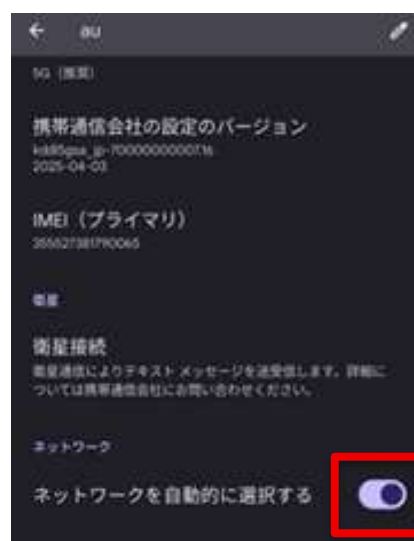 au
5G（推奨）
携帯通信会社の設定のバージョン
2025-04-03
IMEI（プライマリ）
355527381790065
衛星
衛星接続
衛星通信によりテキスト メッセージを送受信します。詳細に
ついては携帯通信会社にお問い合わせください。
ネットワーク
ネットワークを自動的に選択する